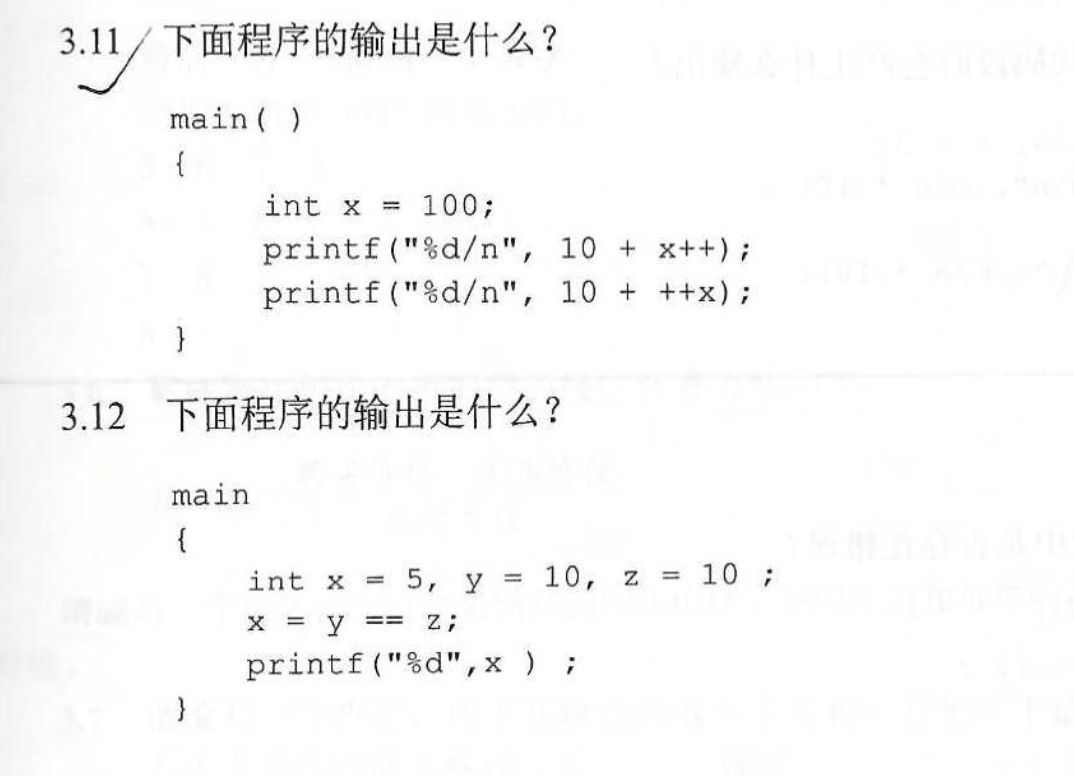 3.11 下面程序的输出是什么？
main( )
{
int x = 100;
printf("%d/n", 10 + x++);
printf("%d/n", 10 + ++x);
}
3.12 下面程序的输出是什么？
main
{
int x = 5, y = 10, z = 10 ;
x = y == z;
printf("%d",x ) ;
}